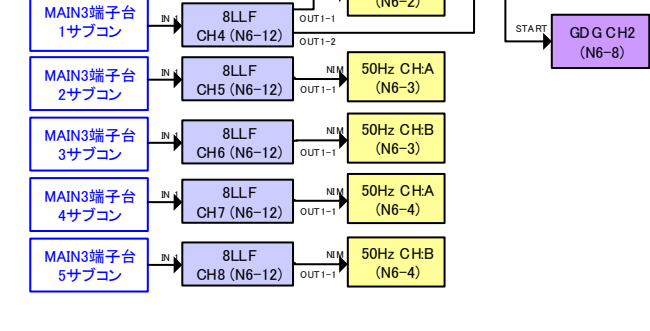 (N6-2)
MAIN3端子台
1サブコン
IN 1
8LLF
CH4 (N6-12)
OUT1-1
OUT1-2
START
GDG CH2
(N6-8)
MAIN3端子台
2サブコン
IN 1
8LLF
CH5 (N6-12)
NIM
OUT1-1
50Hz CH:A
(N6-3)
MAIN3端子台
3サブコン
IN 1
8LLF
CH6 (N6-12)
NIM
OUT1-1
50Hz CH:B
(N6-3)
MAIN3端子台
4サブコン
IN 1
8LLF
CH7 (N6-12)
NIM
OUT1-1
50Hz CH:A
(N6-4)
MAIN3端子台
5サブコン
IN 1
8LLF
CH8 (N6-12)
NIM
OUT1-1
50Hz CH:B
(N6-4)